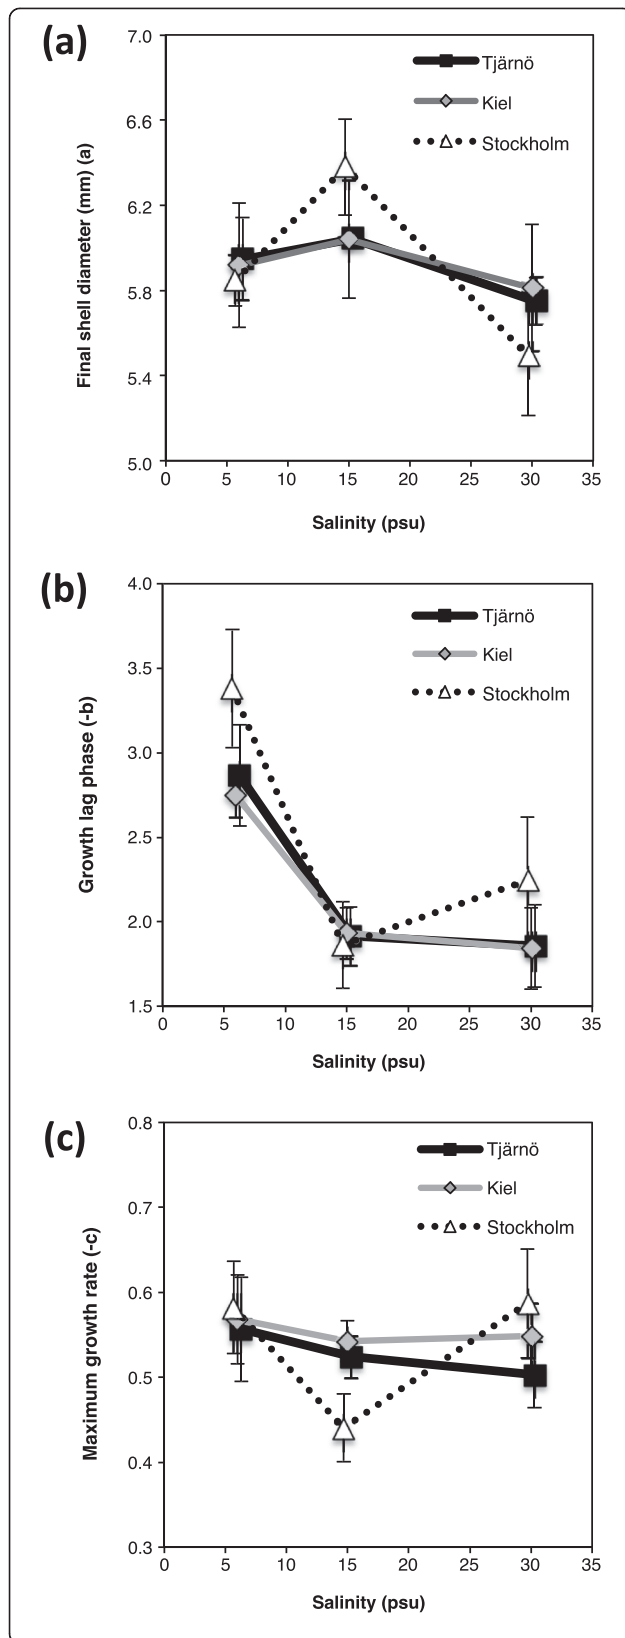 (a)
Final shell diameter (mm) (a)
7.0
6.6
6.2
5.8
5.4
5.0
Tjärnö
Kiel
Stockholm
0 5 10 15 20 25 30 35
Salinity (psu)
(b)
Growth lag phase (-b)
4.0
3.5
3.0
2.5
2.0
1.5
Tjärnö
Kiel
Stockholm
0 5 10 15 20 25 30 35
Salinity (psu)
(c)
Maximum growth rate (-c)
0.8
0.7
0.6
0.5
0.4
0.3
Tjärnö
Kiel
Stockholm
0 5 10 15 20 25 30 35
Salinity (psu)